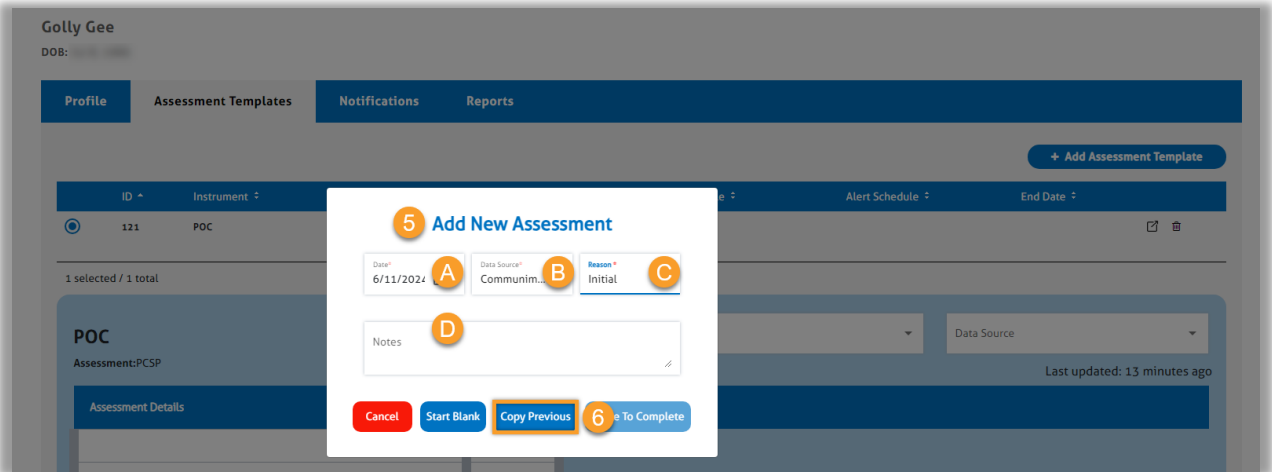 Golly Gee
DOB:
Profile Assessment Templates Notifications Reports
+ Add Assessment Template
ID Instrument Alert Schedule End Date
121 POC
1 selected / 1 total
5 Add New Assessment
Date* Data Source* Reason *
6/11/2024 A Communim... B Initial C
D
Notes
Cancel Start Blank Copy Previous 6 To Complete
POC
Assessment:PCSP
Data Source
Last updated: 13 minutes ago
Assessment Details